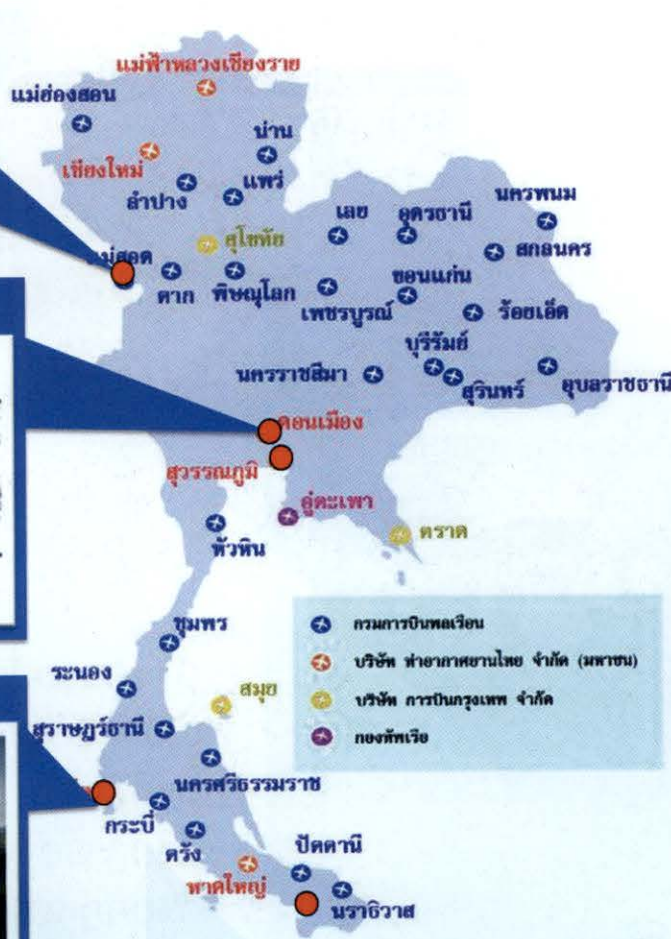 แม่ฟ้าหลวงเชียงราย
แม่ฮ่องสอน
น่าน
เชียงใหม่
ลำปาง
แพร่
เลย
อุดรธานี
นครพนม
สุโขทัย
สกลนคร
ตาก
พิษณุโลก
ขอนแก่น
เพชรบูรณ์
ร้อยเอ็ด
บุรีรัมย์
นครราชสีมา
สุรินทร์
อุบลราชธานี
ดอนเมือง
สุวรรณภูมิ
อู่ตะเพา
ตราด
หัวหิน
ชุมพร
ระนอง
สมุย
สุราษฎร์ธานี
นครศรีธรรมราช
กระบี่
ตรัง
ปัตตานี
หาดใหญ่
นราธิวาส
กรมการบินพลเรือน
บริษัท ท่าอากาศยานไทย จำกัด (มหาชน)
บริษัท การบินกรุงเทพ จำกัด
กองทัพเรือ